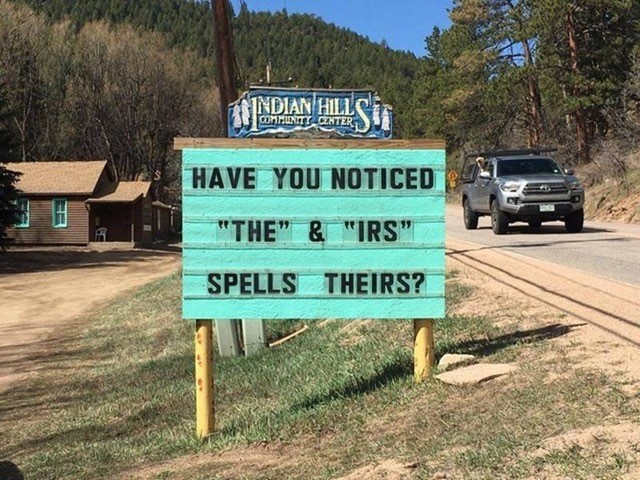 INDIAN HILLS
COMMUNITY CENTER
HAVE YOU NOTICED
"THE" & "IRS"
SPELLS THEIRS?